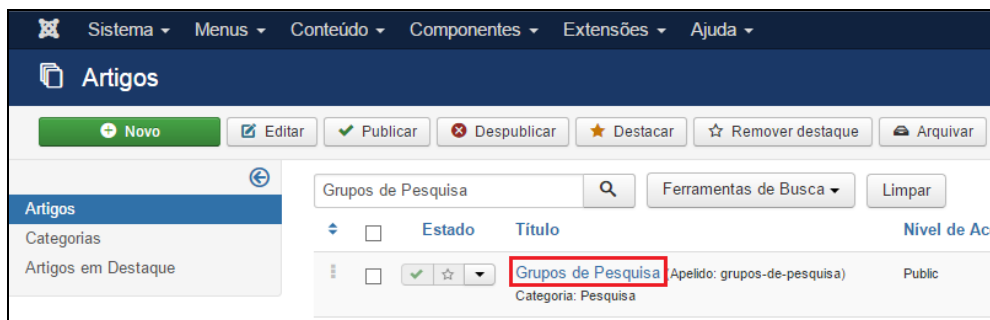 Sistema Menus Conteúdo Componentes Extensões Ajuda
Artigos
Novo Editar Publicar Despublicar Destacar Remover destaque Arquivar
Grupos de Pesquisa Ferramentas de Busca Limpar
Artigos
Categorias
Artigos em Destaque
Estado Título Nível de Ac
Grupos de Pesquisa (Apelido: grupos-de-pesquisa) Public
Categoria: Pesquisa